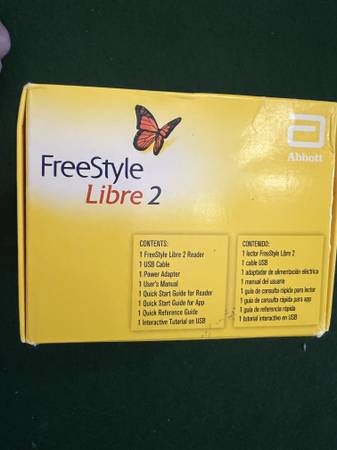 FreeStyle
Libre 2
Abbott
CONTENTS:
1 FreeStyle Libre 2 Reader
1 USB Cable
1 Power Adapter
1 User's Manual
1 Quick Start Guide for Reader
1 Quick Start Guide for App
1 Quick Reference Guide
1 Interactive Tutorial on USB
CONTENIDO:
1 lector FreeStyle Libre 2
1 cable USB
1 adaptador de alimentación eléctrica
1 manual del usuario
1 guía de consulta rápida para lector
1 guía de consulta rápida para app
1 guía de referencia rápida
1 tutorial interactivo en USB